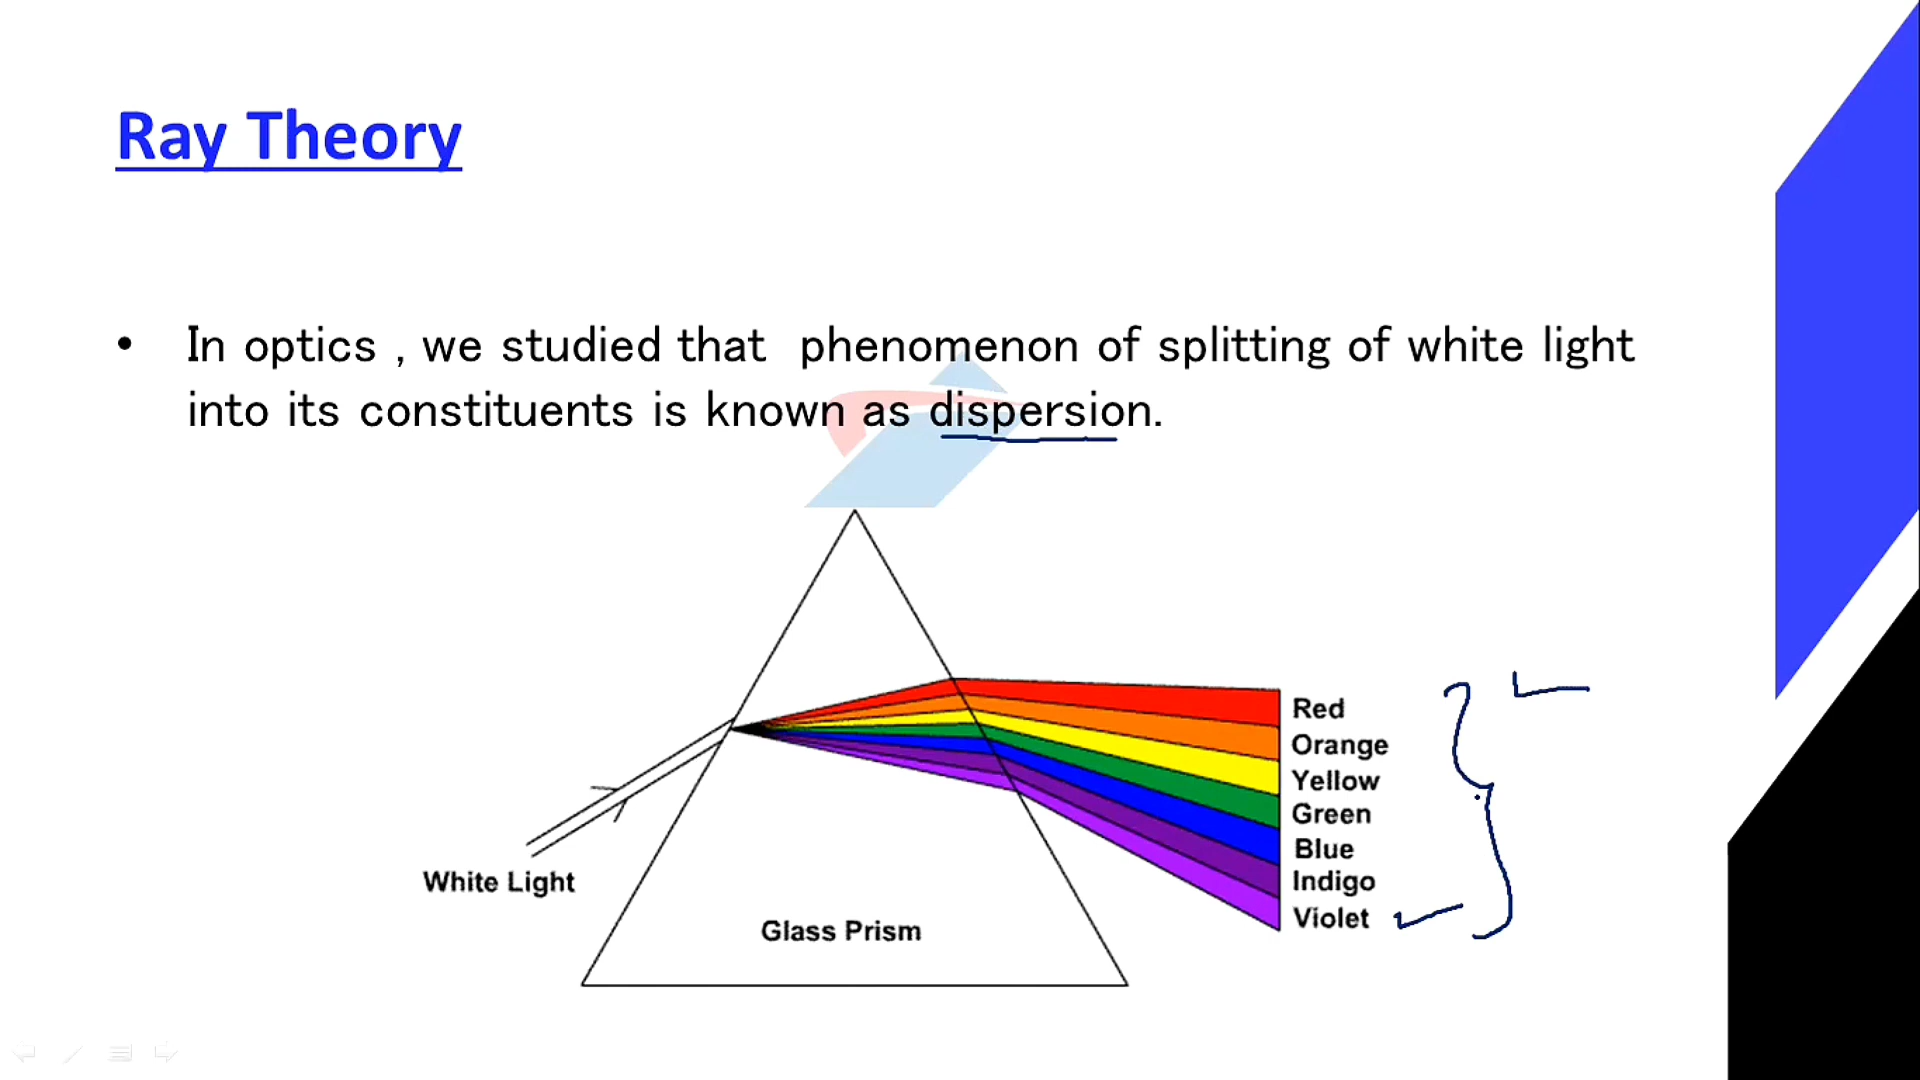 Ray Theory
• In optics , we studied that phenomenon of splitting of white light
into its constituents is known as dispersion.
Red
Orange
Yellow
Green
Blue
Indigo
Violet
White Light
Glass Prism